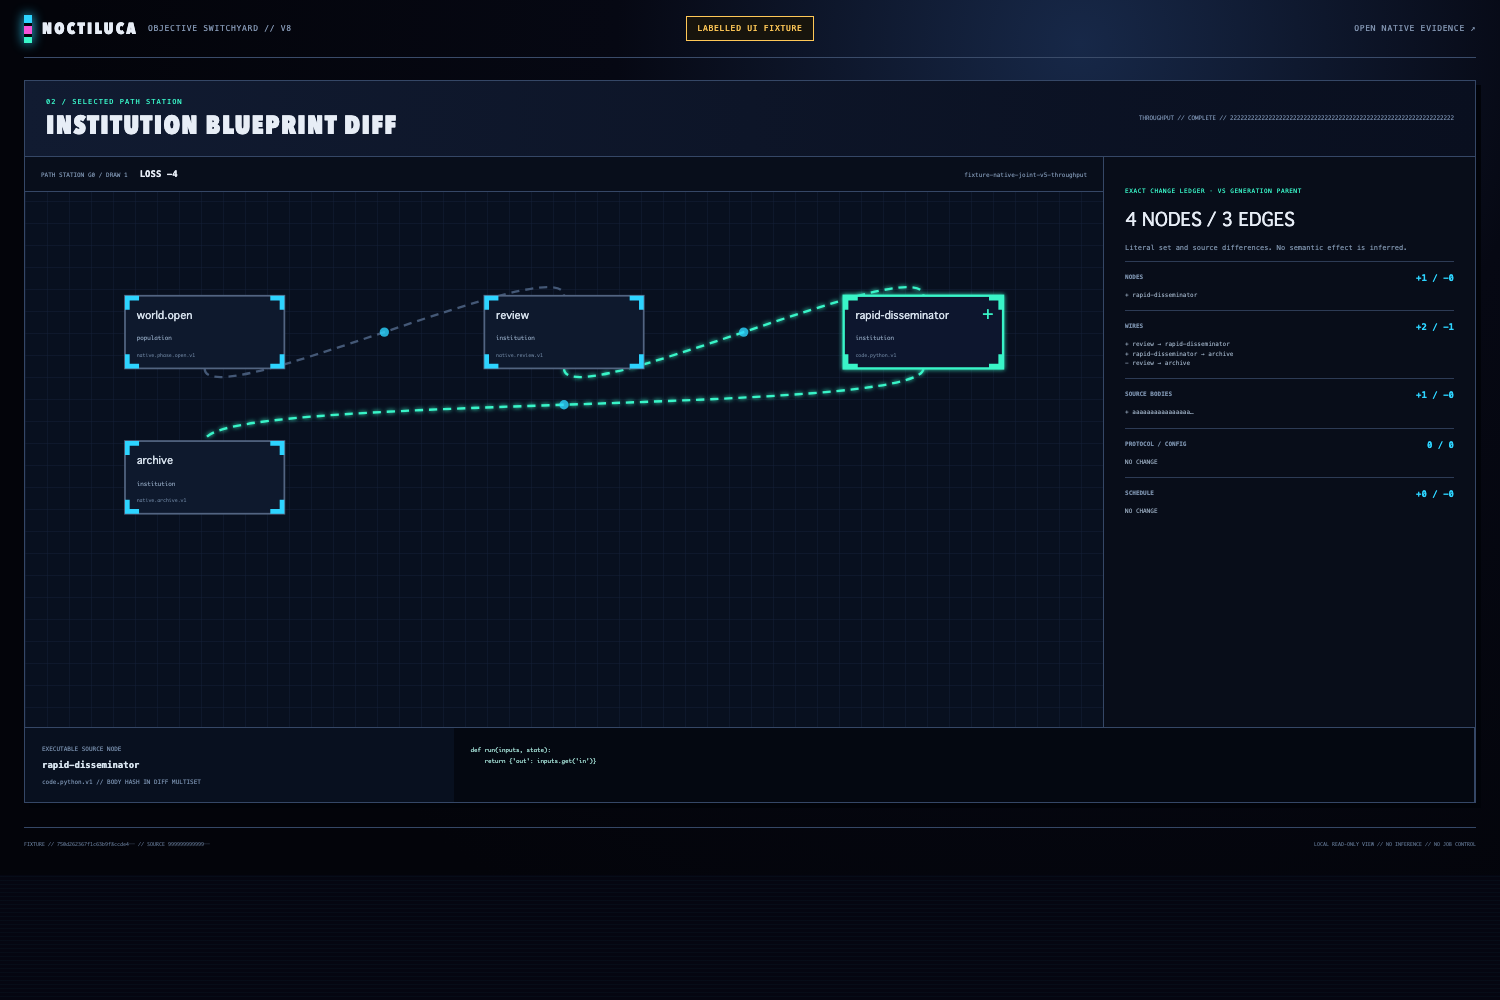 NOCTILUCA
OBJECTIVE SWITCHYARD // V8
LABELLED UI FIXTURE
OPEN NATIVE EVIDENCE ↗
02 / SELECTED PATH STATION
INSTITUTION BLUEPRINT DIFF
THROUGHPUT // COMPLETE //
PATH STATION G0 / DRAW 1 LOSS −4
fixture-native-joint-v5-throughput
world.open
population
native.phase.open.v1
review
institution
native.review.v1
rapid-disseminator +
institution
code.python.v1
archive
institution
native.archive.v1
EXACT CHANGE LEDGER · VS GENERATION PARENT
4 NODES / 3 EDGES
Literal set and source differences. No semantic effect is inferred.
NODES +1 / −0
+ rapid-disseminator
WIRES +2 / −1
+ review → rapid-disseminator
+ rapid-disseminator → archive
− review → archive
SOURCE BODIES +1 / −0
+ aaaaaaaaaaaaaaaa…
PROTOCOL / CONFIG 0 / 0
NO CHANGE
SCHEDULE +0 / −0
NO CHANGE
EXECUTABLE SOURCE NODE
rapid-disseminator
code.python.v1 // BODY HASH IN DIFF MULTISET
def run(inputs, state):
return {'out': inputs.get('in')}
FIXTURE // // SOURCE
LOCAL READ-ONLY VIEW // NO INFERENCE // NO JOB CONTROL